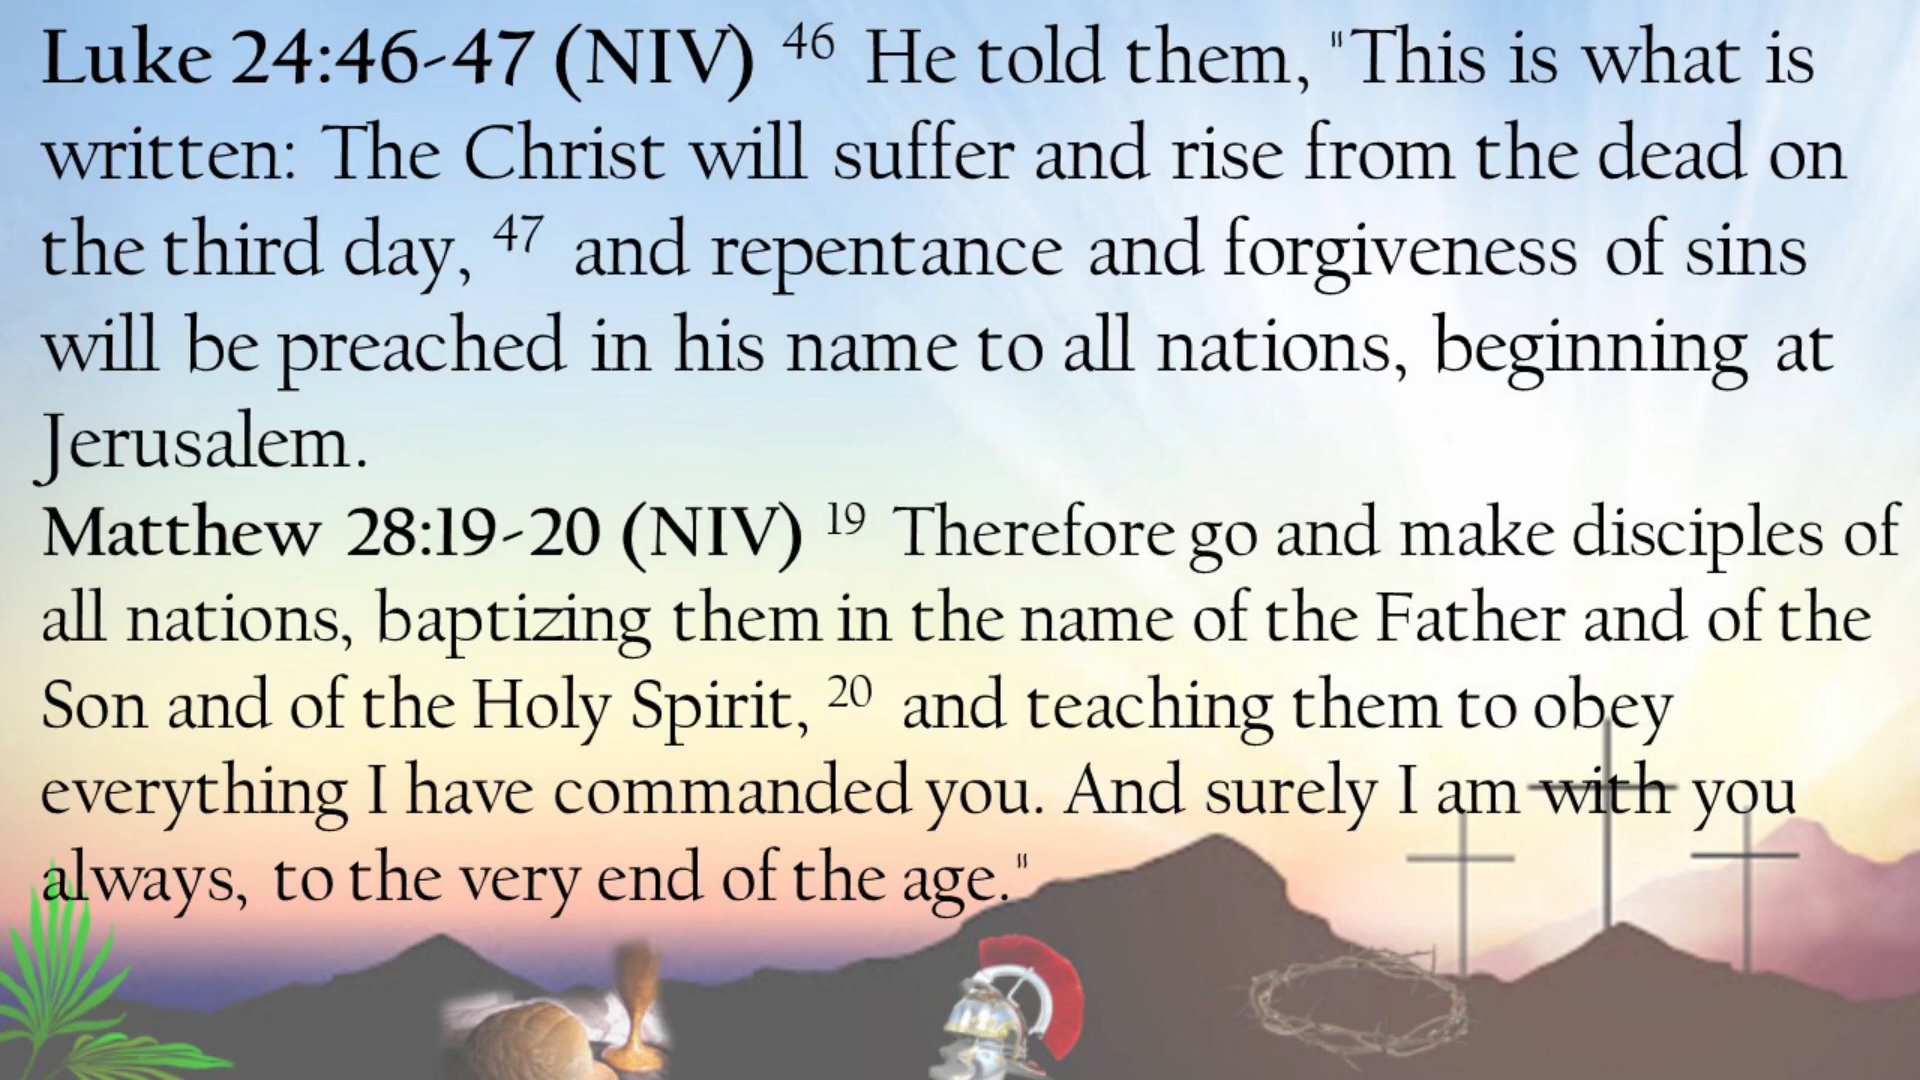 Luke 24:46-47 (NIV) 46 He told them, "This is what is
written: The Christ will suffer and rise from the dead on
the third day, 47 and repentance and forgiveness of sins
will be preached in his name to all nations, beginning at
Jerusalem.
Matthew 28:19-20 (NIV) 19 Therefore go and make disciples of
all nations, baptizing them in the name of the Father and of the
Son and of the Holy Spirit, 20 and teaching them to obey
everything I have commanded you. And surely I am with you
always, to the very end of the age."